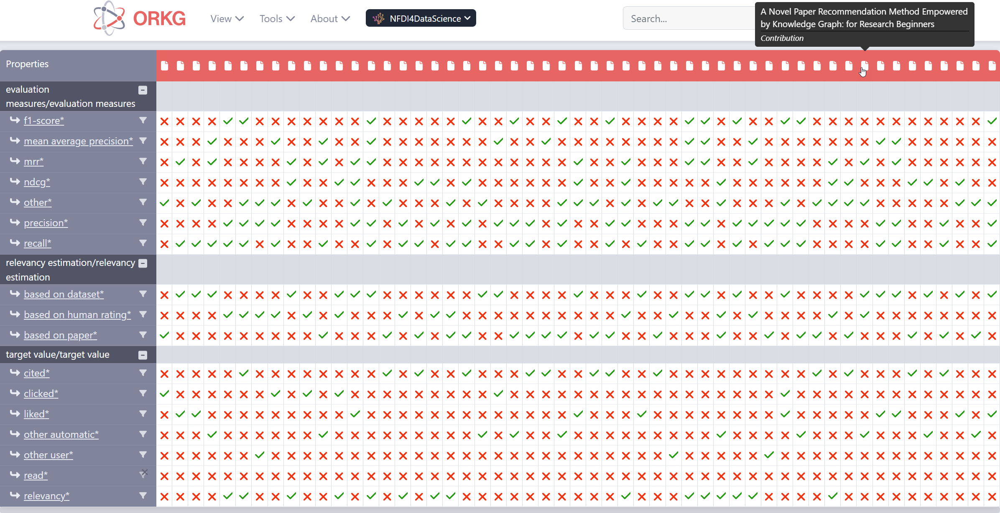 ORKG
View
Tools
About
NFDI4DataScience
Search...
A Novel Paper Recommendation Method Empowered
by Knowledge Graph: for Research Beginners
Contribution
Properties
evaluation
measures/evaluation measures
f1-score*
mean average precision*
mrr*
ndcg*
other*
precision*
recall*
relevancy estimation/relevancy
estimation
based on dataset*
based on human rating*
based on paper*
target value/target value
cited*
clicked*
liked*
other automatic*
other user*
read*
relevancy*